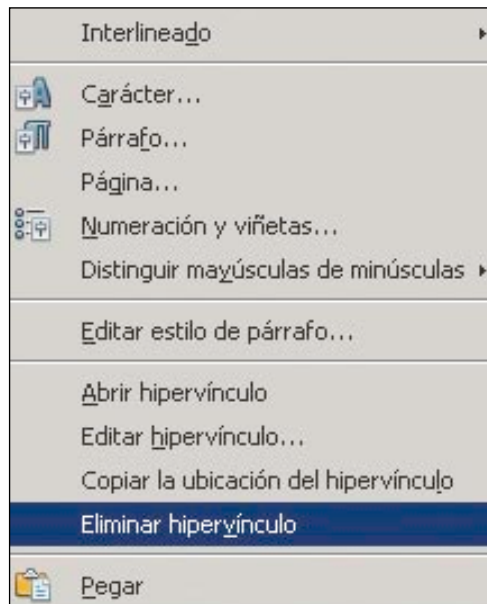 Interlineado
Carácter...
Párrafo...
Página...
Numeración y viñetas...
Distinguir mayúsculas de minúsculas
Editar estilo de párrafo...
Abrir hipervínculo
Editar hipervínculo...
Copiar la ubicación del hipervínculo
Eliminar hipervínculo
Pegar